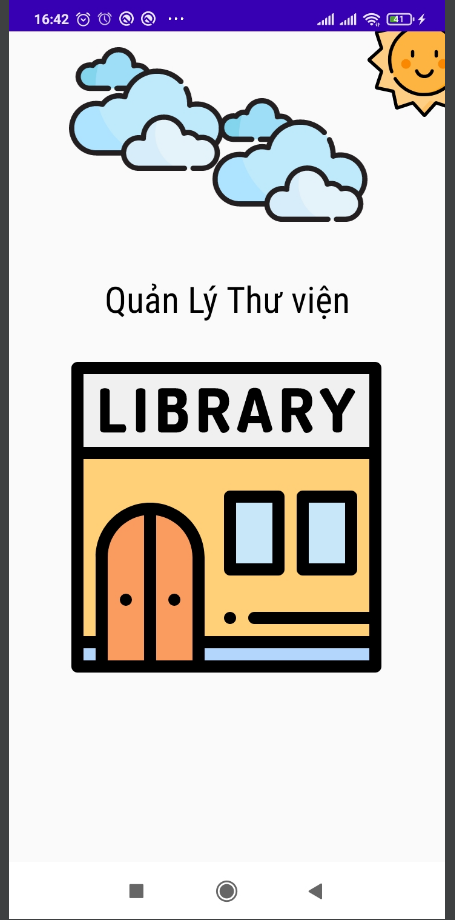 16:42
41
Quản Lý Thư viện
LIBRARY